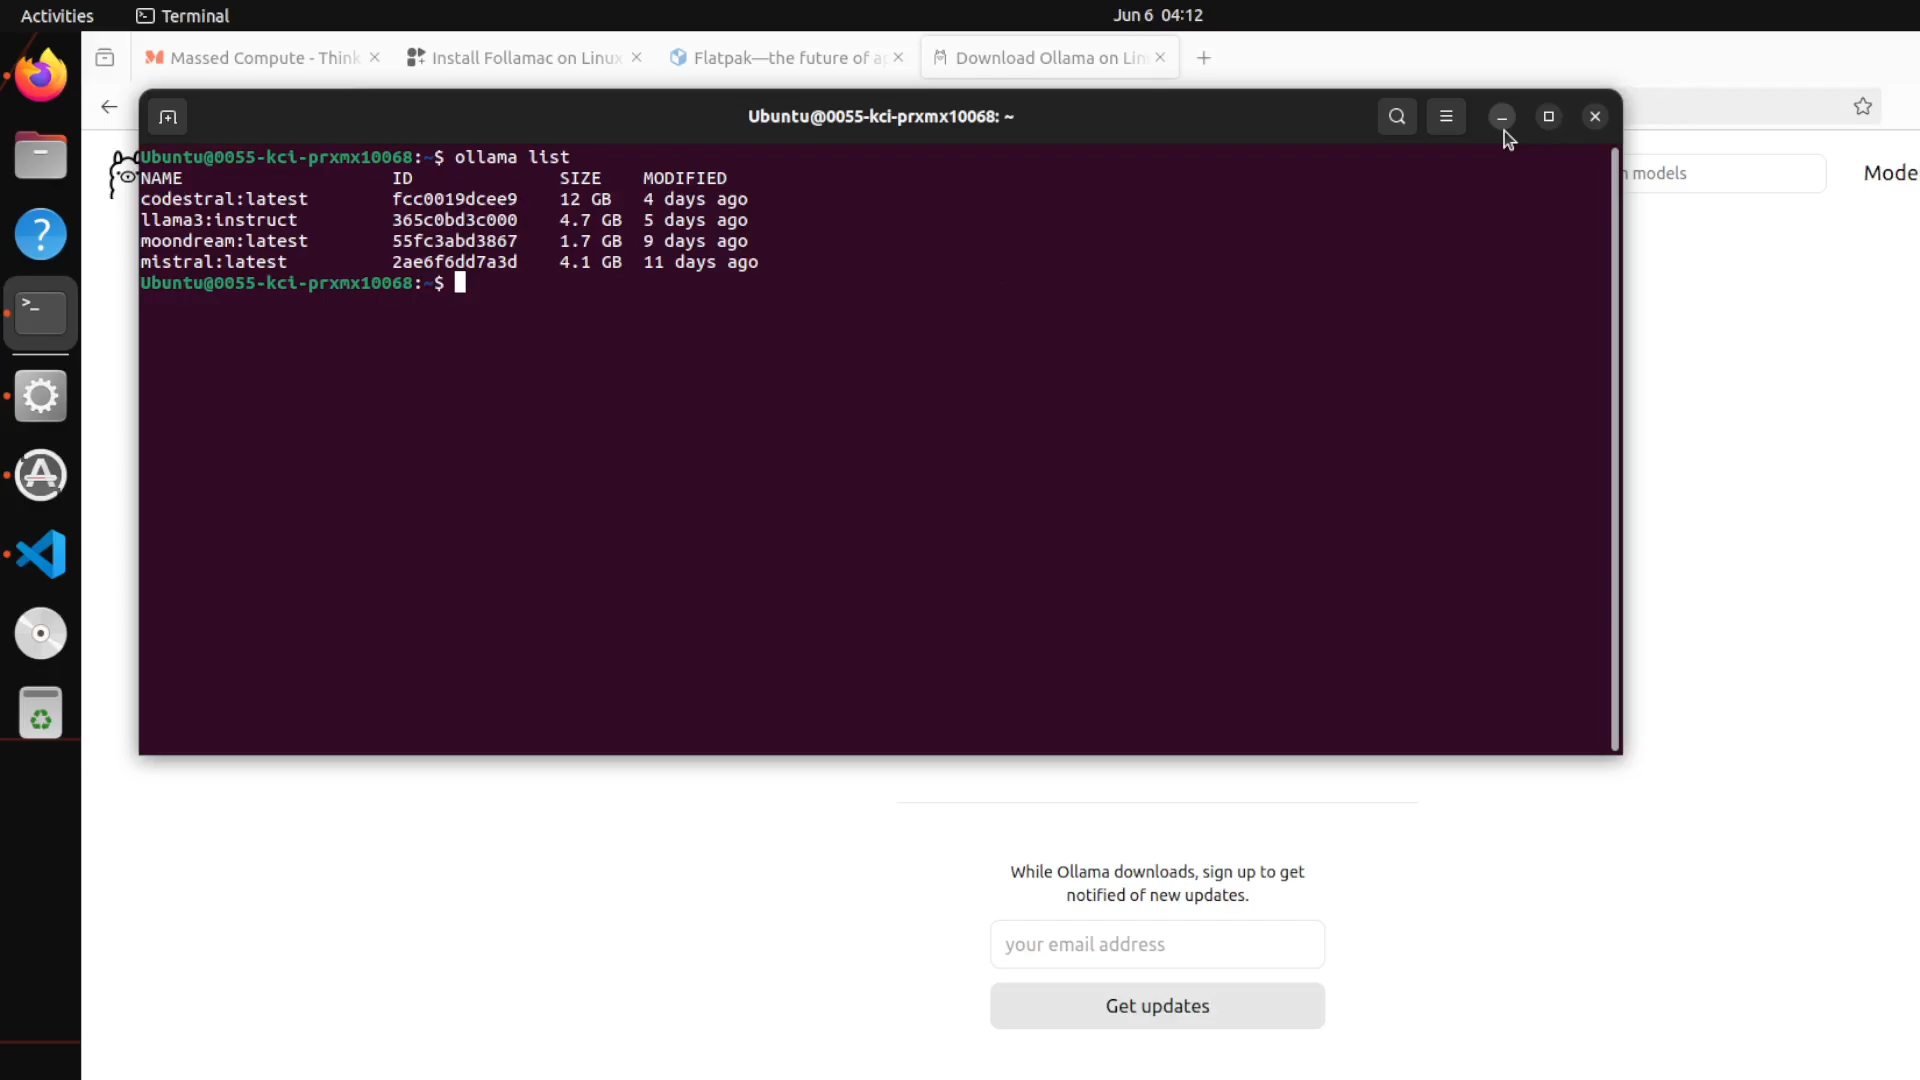 Activities
Terminal
Jun 6 04:12
Massed Compute - Think
Install Follamac on Linux
Flatpak—the future of ap
Download Ollama on Lin
Ubuntu@0055-kci-prxmx10068: ~
Ubuntu@0055-kci-prxmx10068:~$ ollama list
NAME ID SIZE MODIFIED
codestral:latest fcc0019dcee9 12 GB 4 days ago
llama3:instruct 365c0bd3c000 4.7 GB 5 days ago
moondream:latest 55fc3abd3867 1.7 GB 9 days ago
mistral:latest 2ae6f6dd7a3d 4.1 GB 11 days ago
Ubuntu@0055-kci-prxmx10068:~$
models
Mode
While Ollama downloads, sign up to get
notified of new updates.
your email address
Get updates